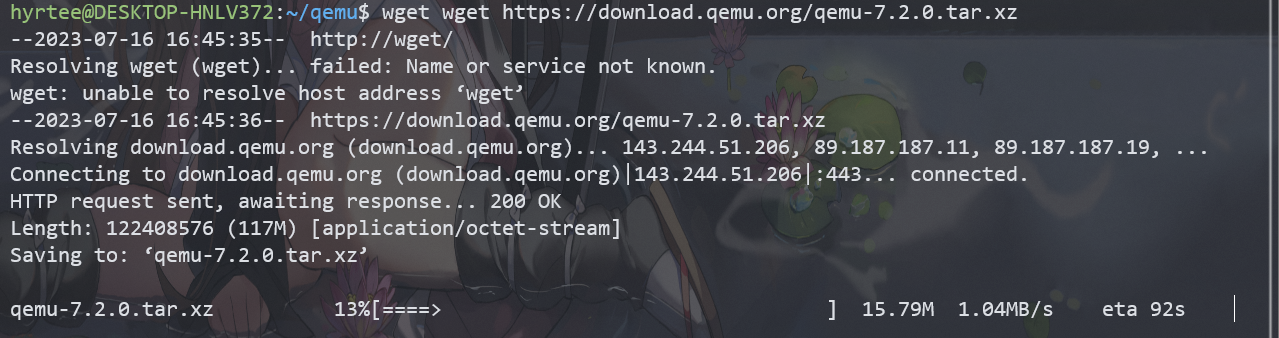 hyrtee@DESKTOP-HNLV372:~/qemu$ wget wget https://download.qemu.org/qemu-7.2.0.tar.xz
--2023-07-16 16:45:35--  http://wget/
Resolving wget (wget)... failed: Name or service not known.
wget: unable to resolve host address ‘wget’
--2023-07-16 16:45:36--  https://download.qemu.org/qemu-7.2.0.tar.xz
Resolving download.qemu.org (download.qemu.org)... 143.244.51.206, 89.187.187.11, 89.187.187.19, ...
Connecting to download.qemu.org (download.qemu.org)|143.244.51.206|:443... connected.
HTTP request sent, awaiting response... 200 OK
Length: 122408576 (117M) [application/octet-stream]
Saving to: ‘qemu-7.2.0.tar.xz’
qemu-7.2.0.tar.xz          13%[====>                                ]  15.79M  1.04MB/s    eta 92s